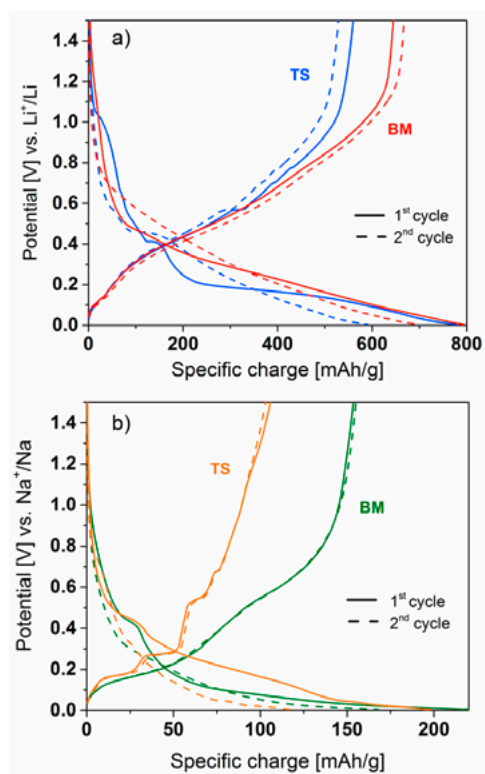 a)
TS
BM
1st cycle
2nd cycle
Potential [V] vs. Li+/Li
1.4
1.2
1.0
0.8
0.6
0.4
0.2
0.0
0 200 400 600 800
Specific charge [mAh/g]
b)
TS
BM
1st cycle
2nd cycle
Potential [V] vs. Na+/Na
1.4
1.2
1.0
0.8
0.6
0.4
0.2
0.0
0 50 100 150 200
Specific charge [mAh/g]